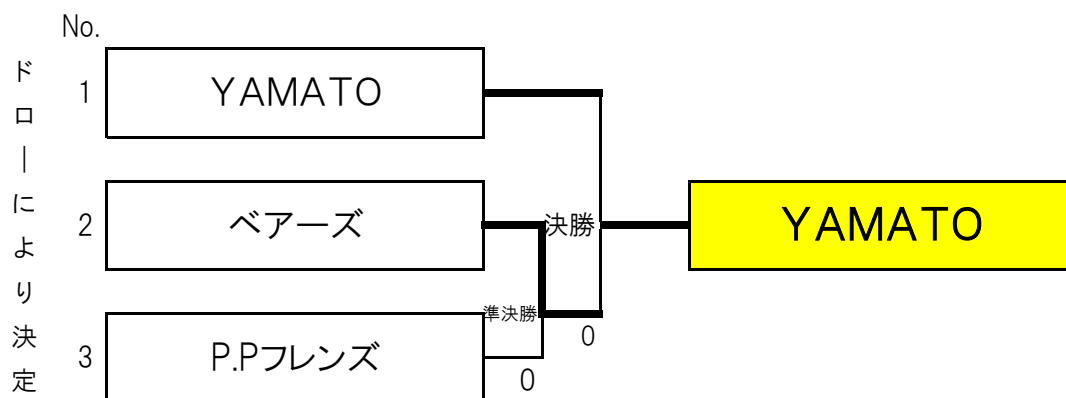 No.
ドローにより決定
1
YAMATO
2
ベアーズ
決勝
YAMATO
準決勝
0
3
P.Pフレンズ
0